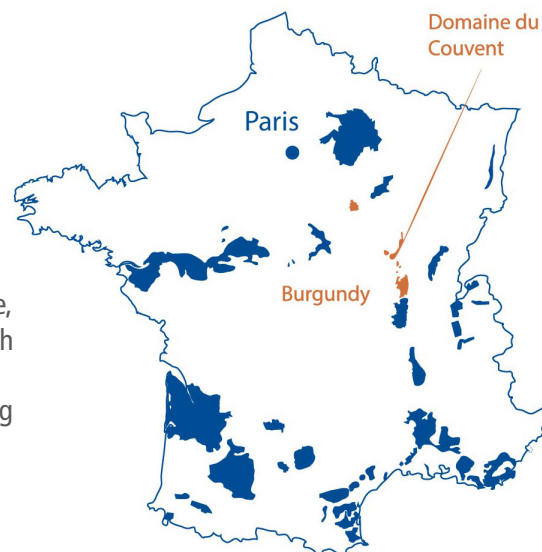 Domaine du
Couvent
Paris
Burgundy
e,
h
g